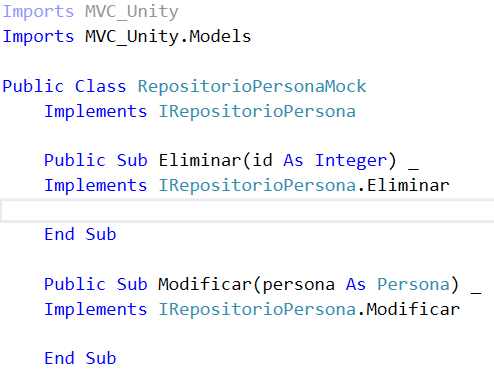 Imports MVC_Unity
Imports MVC_Unity.Models
Public Class RepositorioPersonaMock
Implements IRepositorioPersona
Public Sub Eliminar(id As Integer) _
Implements IRepositorioPersona.Eliminar
End Sub
Public Sub Modificar(persona As Persona) _
Implements IRepositorioPersona.Modificar
End Sub